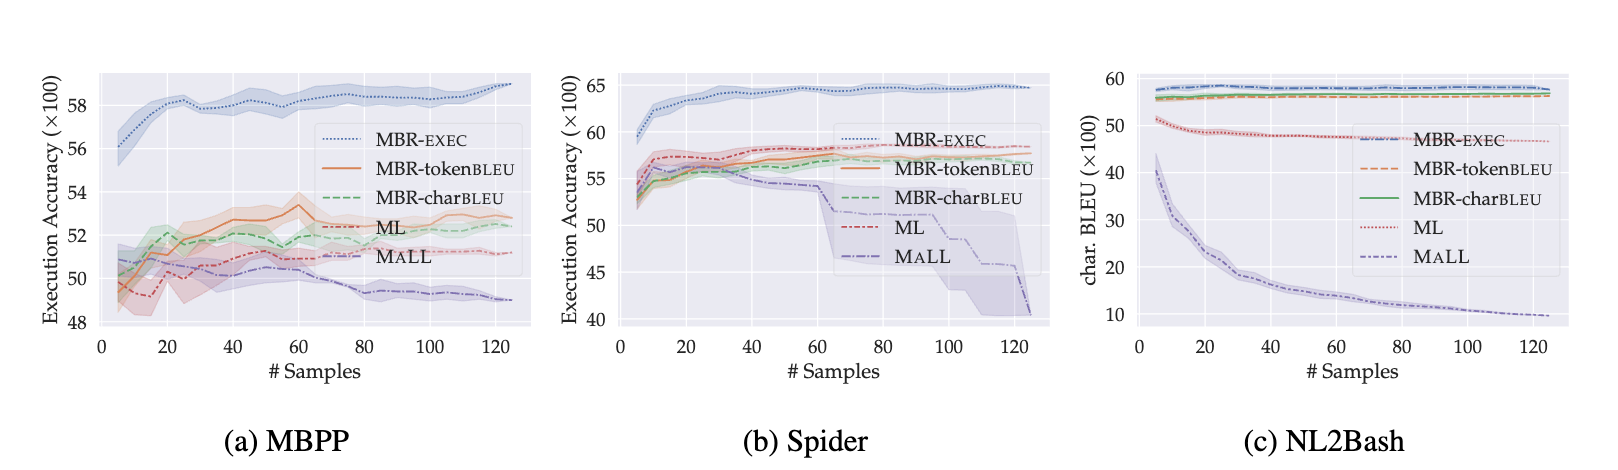 Execution Accuracy (×100)
58
56
54
52
50
48
0 20 40 60 80 100 120
# Samples
MBR-EXEC
MBR-tokenBLEU
MBR-charBLEU
ML
MALL
(a) MBPP
Execution Accuracy (×100)
65
60
55
50
45
40
0 20 40 60 80 100 120
# Samples
MBR-EXEC
MBR-tokenBLEU
MBR-charBLEU
ML
MALL
(b) Spider
char. BLEU (×100)
60
50
40
30
20
10
0 20 40 60 80 100 120
# Samples
MBR-EXEC
MBR-tokenBLEU
MBR-charBLEU
ML
MALL
(c) NL2Bash